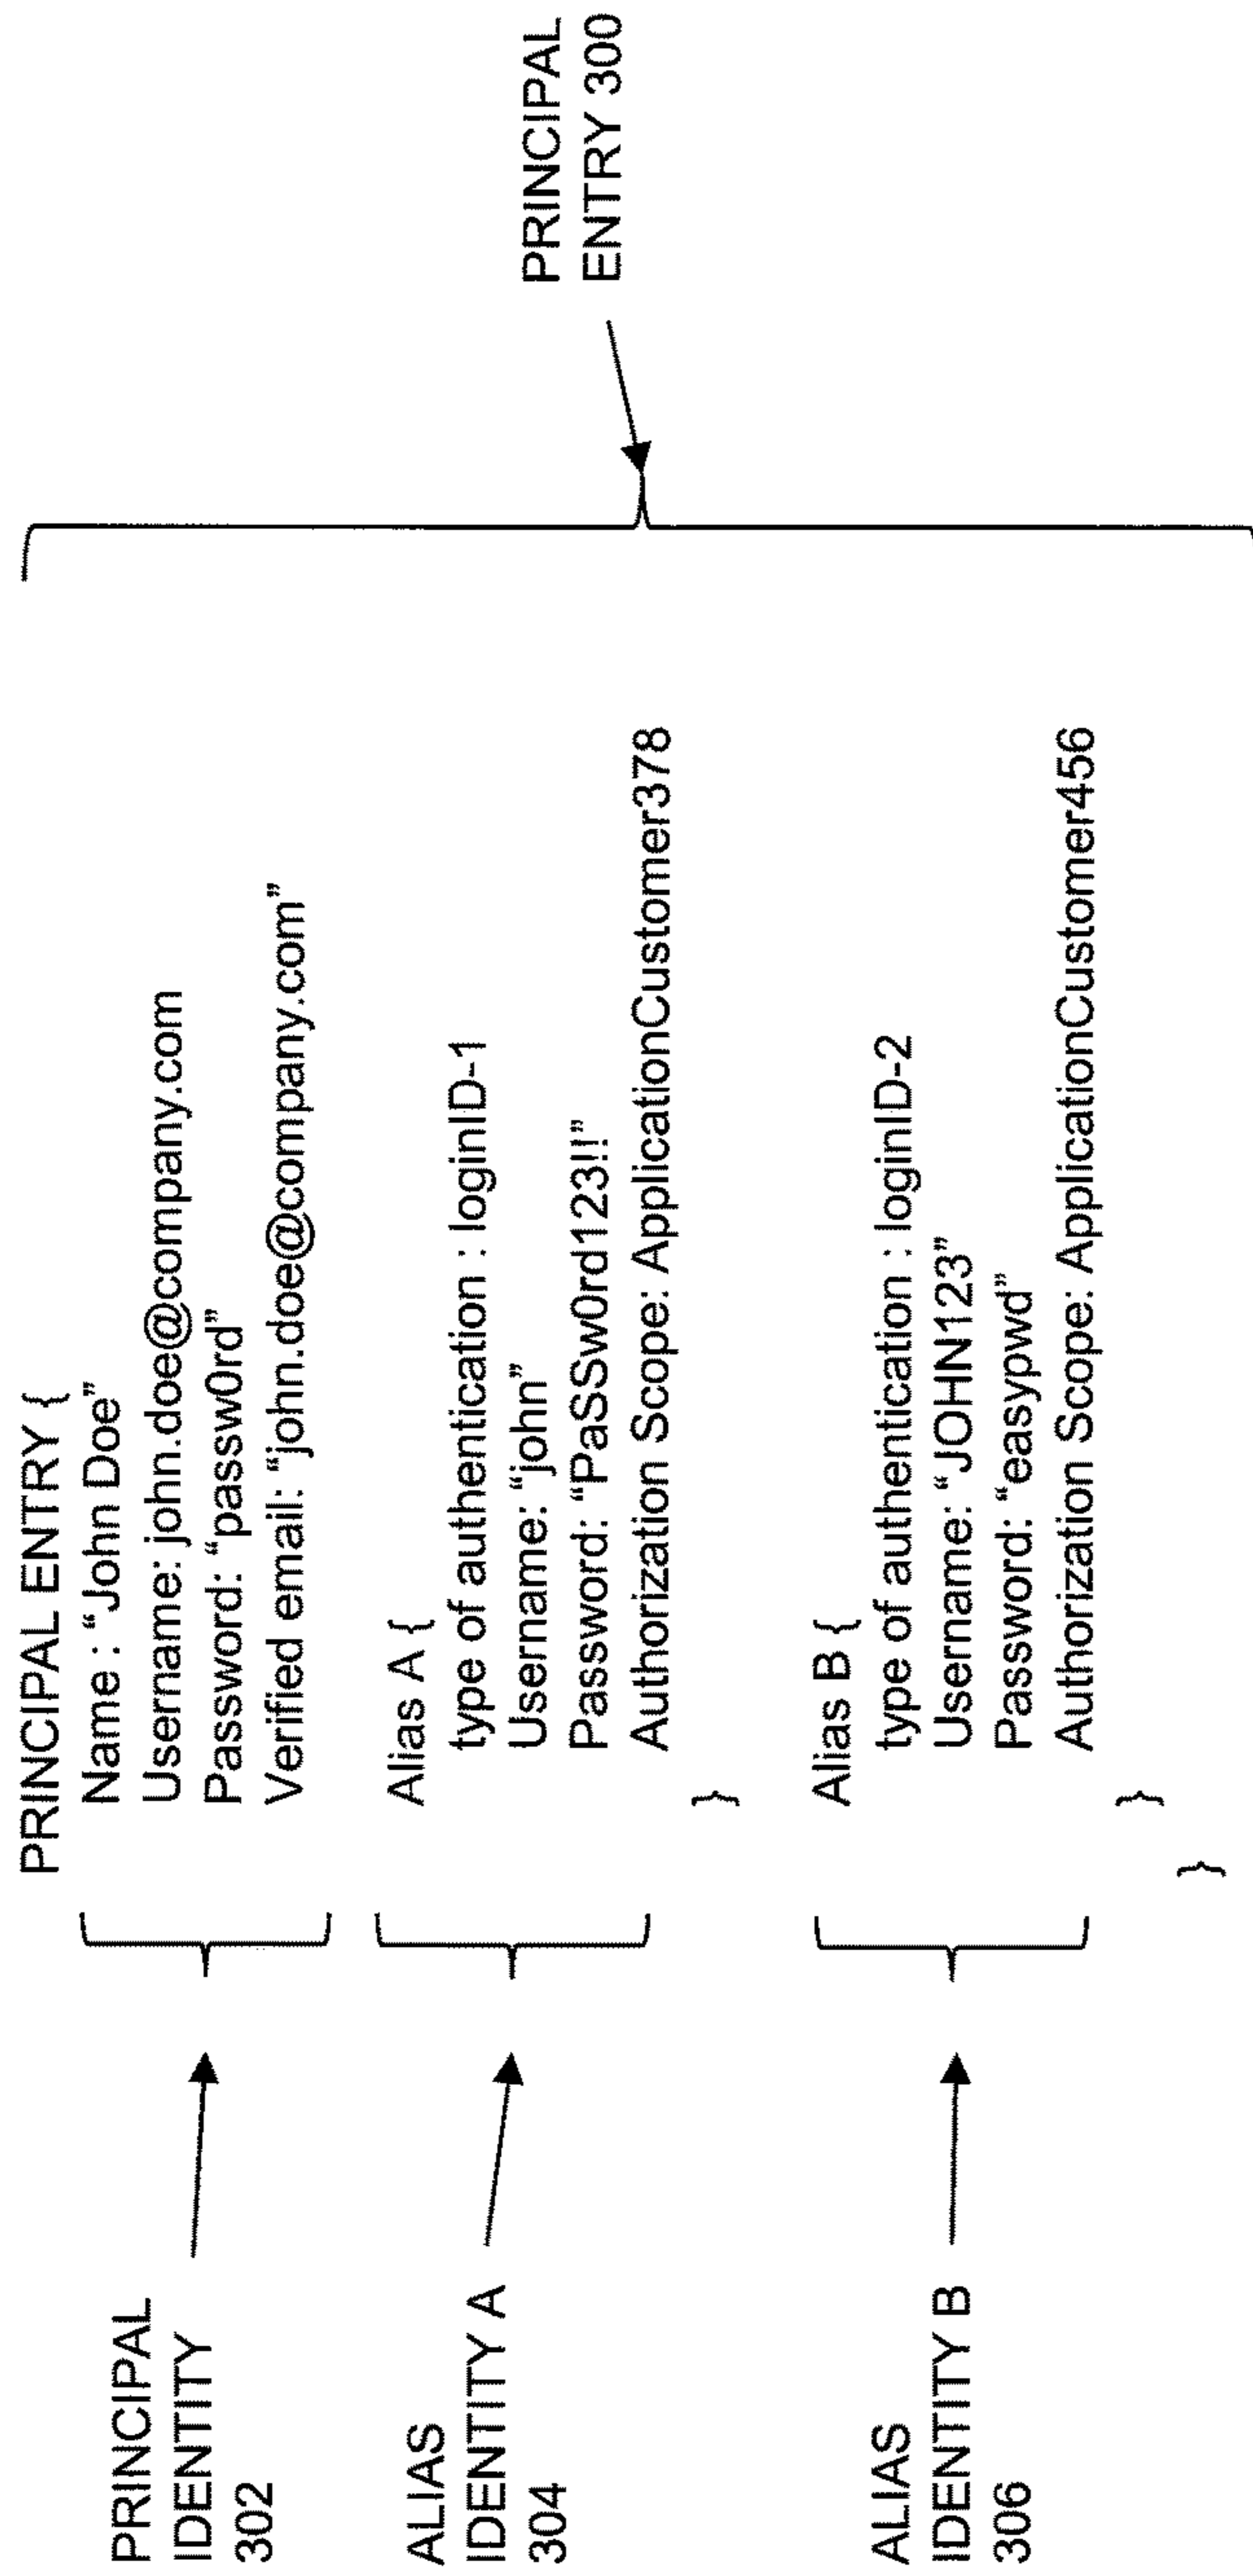 PRINCIPAL ENTRY {
Name : “John Doe”
Username: john.doe@company.com
Password: “passw0rd”
Verified email: “john.doe@company.com”
Alias A {
type of authentication : loginID-1
Username: “john”
Password: “PaSSw0rd123!!”
Authorization Scope: ApplicationCustomer378
}
Alias B {
type of authentication : loginID-2
Username: “JOHN123”
Password: “easypwd”
Authorization Scope: ApplicationCustomer456
}
}
PRINCIPAL
IDENTITY
302
ALIAS
IDENTITY A
304
ALIAS
IDENTITY B
306
PRINCIPAL
ENTRY 300